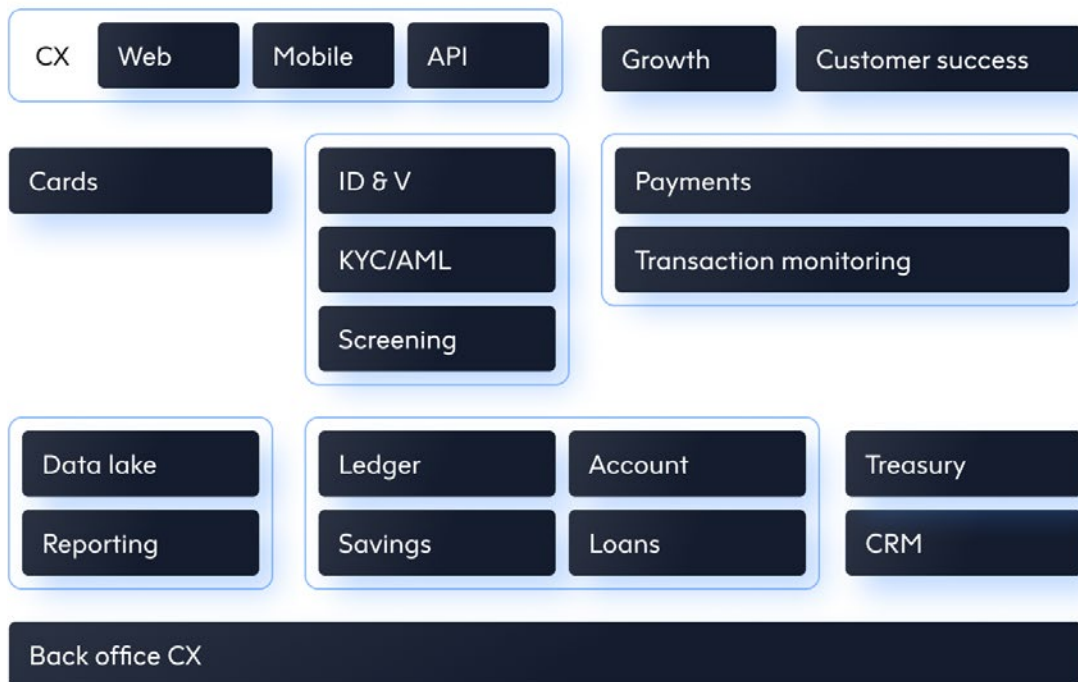 CX Web Mobile API
Growth Customer success
Cards
ID & V
KYC/AML
Screening
Payments
Transaction monitoring
Data lake
Reporting
Ledger Account
Savings Loans
Treasury
CRM
Back office CX